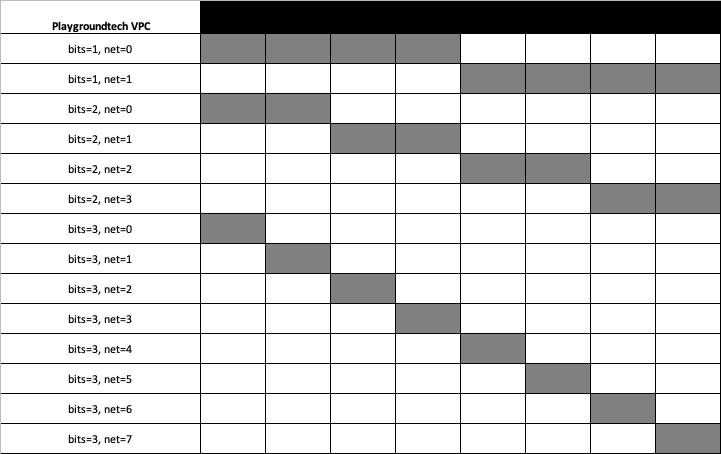 Playgroundtech VPC
bits=1, net=0
bits=1, net=1
bits=2, net=0
bits=2, net=1
bits=2, net=2
bits=2, net=3
bits=3, net=0
bits=3, net=1
bits=3, net=2
bits=3, net=3
bits=3, net=4
bits=3, net=5
bits=3, net=6
bits=3, net=7